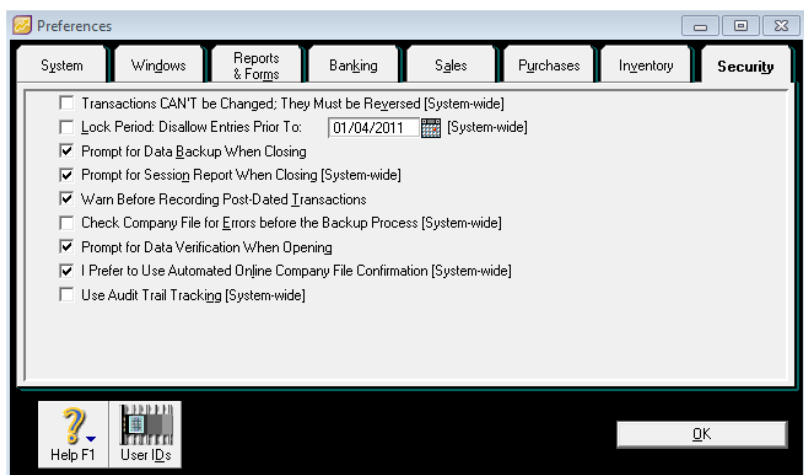 Preferences
System Windows Reports & Forms Banking Sales Purchases Inventory Security
Transactions CAN'T be Changed; They Must be Reversed [System-wide]
Lock Period: Disallow Entries Prior To: 01/04/2011 [System-wide]
Prompt for Data Backup When Closing
Prompt for Session Report When Closing [System-wide]
Warn Before Recording Post-Dated Transactions
Check Company File for Errors before the Backup Process [System-wide]
Prompt for Data Verification When Opening
I Prefer to Use Automated Online Company File Confirmation [System-wide]
Use Audit Trail Tracking [System-wide]
Help F1 User IDs OK